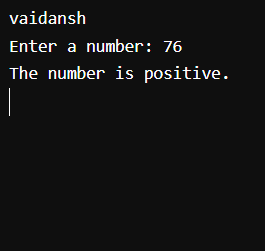 vaidansh
Enter a number: 76
The number is positive.